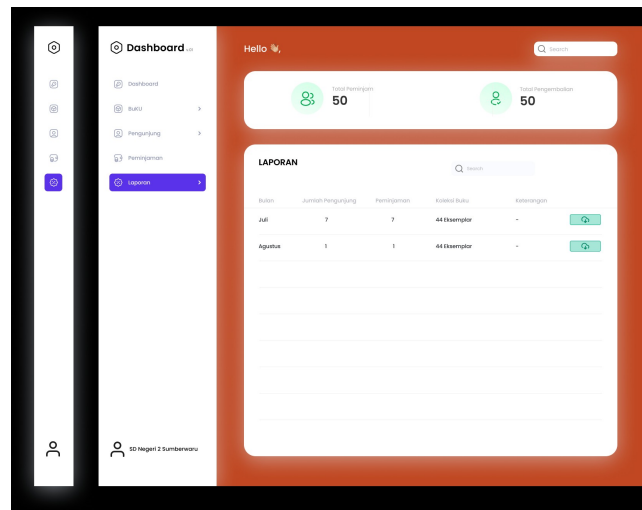 Dashboard
Hello 👋,
Search
Dashboard
Buku
Pengunjung
Peminjaman
Laporan
Total Peminjam
50
Total Pengembalian
50
LAPORAN
Search
Bulan Jumlah Pengunjung Peminjaman Koleksi Buku Keterangan
Juli 7 7 44 Eksemplar -
Agustus 1 1 44 Eksemplar -
SD Negeri 2 Sumberwaru